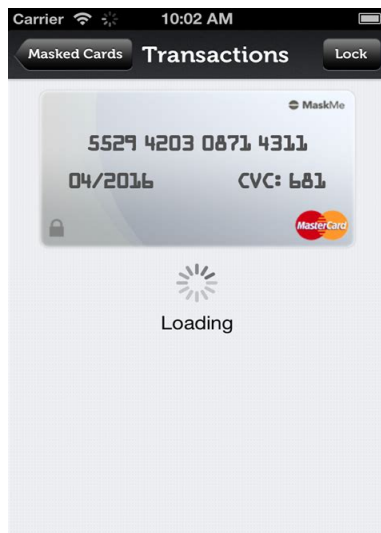 Carrier 10:02 AM
Masked Cards Transactions Lock
MaskMe
5529 4203 0871 4311
04/2016 CVC: 681
MasterCard
Loading